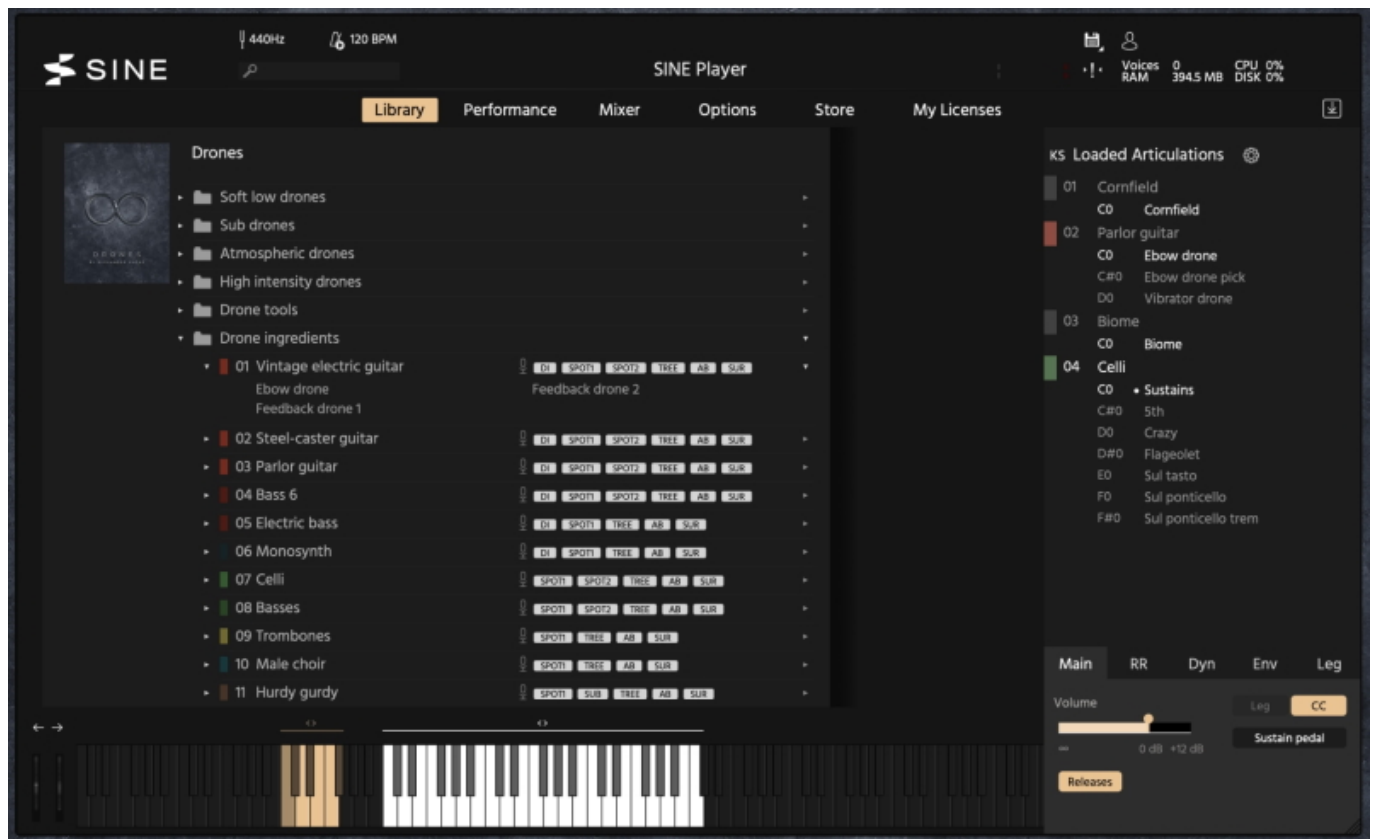 440Hz 120 BPM
SINE
SINE Player
Voices 0 CPU 0%
RAM 394.5 MB DISK 0%
Library Performance Mixer Options Store My Licenses
Drones
DRONES
Soft low drones
Sub drones
Atmospheric drones
High intensity drones
Drone tools
Drone ingredients
01 Vintage electric guitar DI SPOT1 SPOT2 TREE AB SUR
Ebow drone Feedback drone 2
Feedback drone 1
02 Steel-caster guitar DI SPOT1 SPOT2 TREE AB SUR
03 Parlor guitar DI SPOT1 SPOT2 TREE AB SUR
04 Bass 6 DI SPOT1 SPOT2 TREE AB SUR
05 Electric bass DI SPOT1 TREE AB SUR
06 Monosynth DI SPOT1 TREE AB SUR
07 Celli SPOT1 SPOT2 TREE AB SUR
08 Basses SPOT1 SPOT2 TREE AB SUR
09 Trombones SPOT1 TREE AB SUR
10 Male choir SPOT1 TREE AB SUR
11 Hurdy gurdy SPOT1 SUB TREE AB SUR
KS Loaded Articulations
01 Cornfield
C0 Cornfield
02 Parlor guitar
C0 Ebow drone
C#0 Ebow drone pick
D0 Vibrator drone
03 Biome
C0 Biome
04 Celli
C0 • Sustains
C#0 5th
D0 Crazy
D#0 Flageolet
E0 Sul tasto
F0 Sul ponticello
F#0 Sul ponticello trem
Main RR Dyn Env Leg
Volume Leg CC
Sustain pedal
-∞ 0 dB +12 dB
Releases